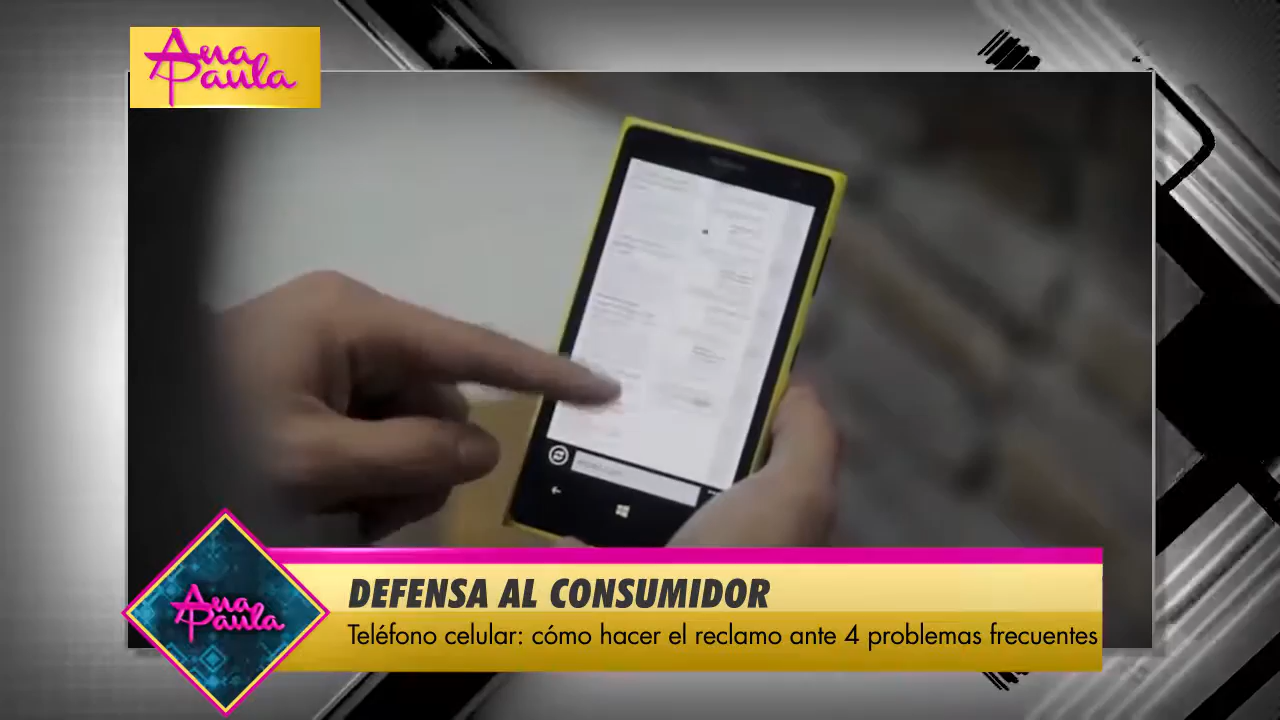 Ana
Paula
DEFENSA AL CONSUMIDOR
Teléfono celular: cómo hacer el reclamo ante 4 problemas frecuentes
Ana
Paula